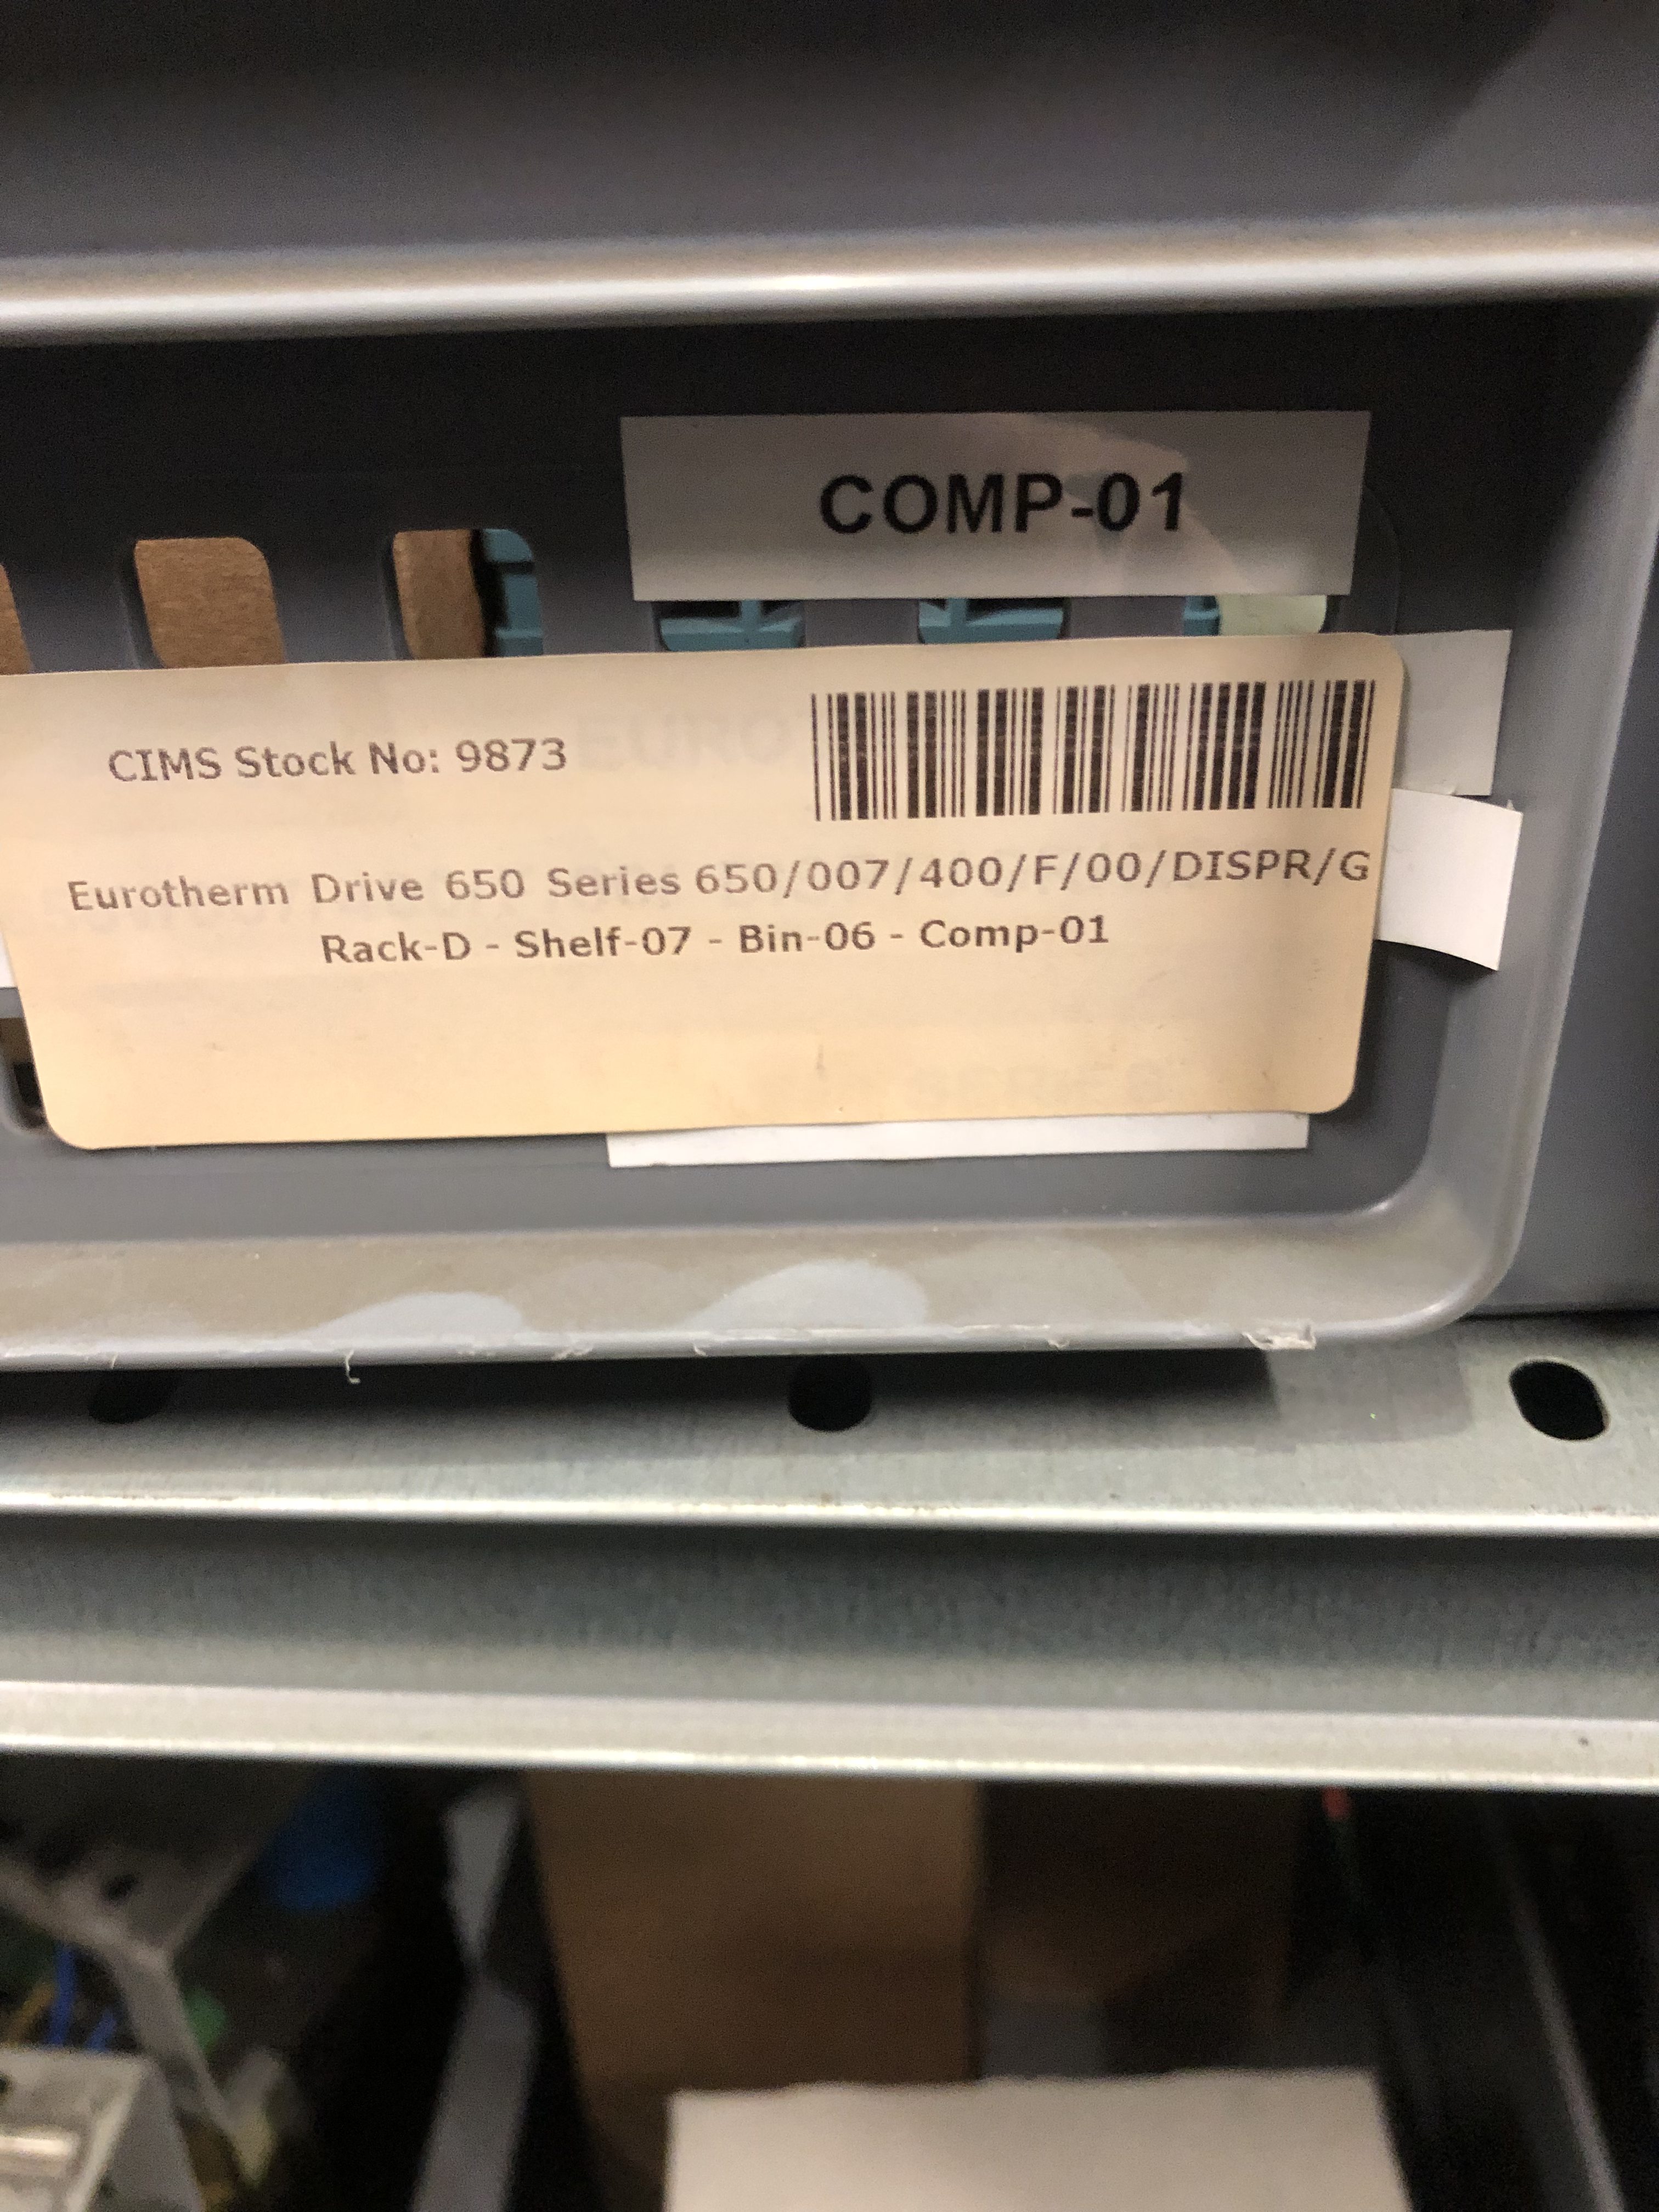 COMP-01
CIMS Stock No: 9873
Eurotherm Drive 650 Series 650/007/400/F/00/DISPR/G
Rack-D - Shelf-07 - Bin-06 - Comp-01